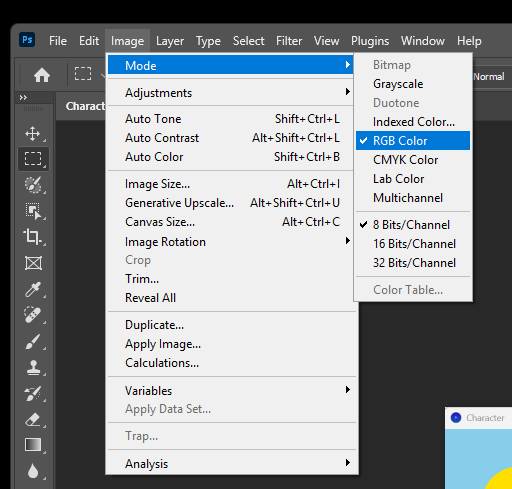 Ps File Edit Image Layer Type Select Filter View Plugins Window Help
Normal
Charact
Mode
Adjustments
Auto Tone Shift+Ctrl+L
Auto Contrast Alt+Shift+Ctrl+L
Auto Color Shift+Ctrl+B
Image Size... Alt+Ctrl+I
Generative Upscale... Alt+Shift+Ctrl+U
Canvas Size... Alt+Ctrl+C
Image Rotation
Crop
Trim...
Reveal All
Duplicate...
Apply Image...
Calculations...
Variables
Apply Data Set...
Trap...
Analysis
Bitmap
Grayscale
Duotone
Indexed Color...
RGB Color
CMYK Color
Lab Color
Multichannel
8 Bits/Channel
16 Bits/Channel
32 Bits/Channel
Color Table...
Character